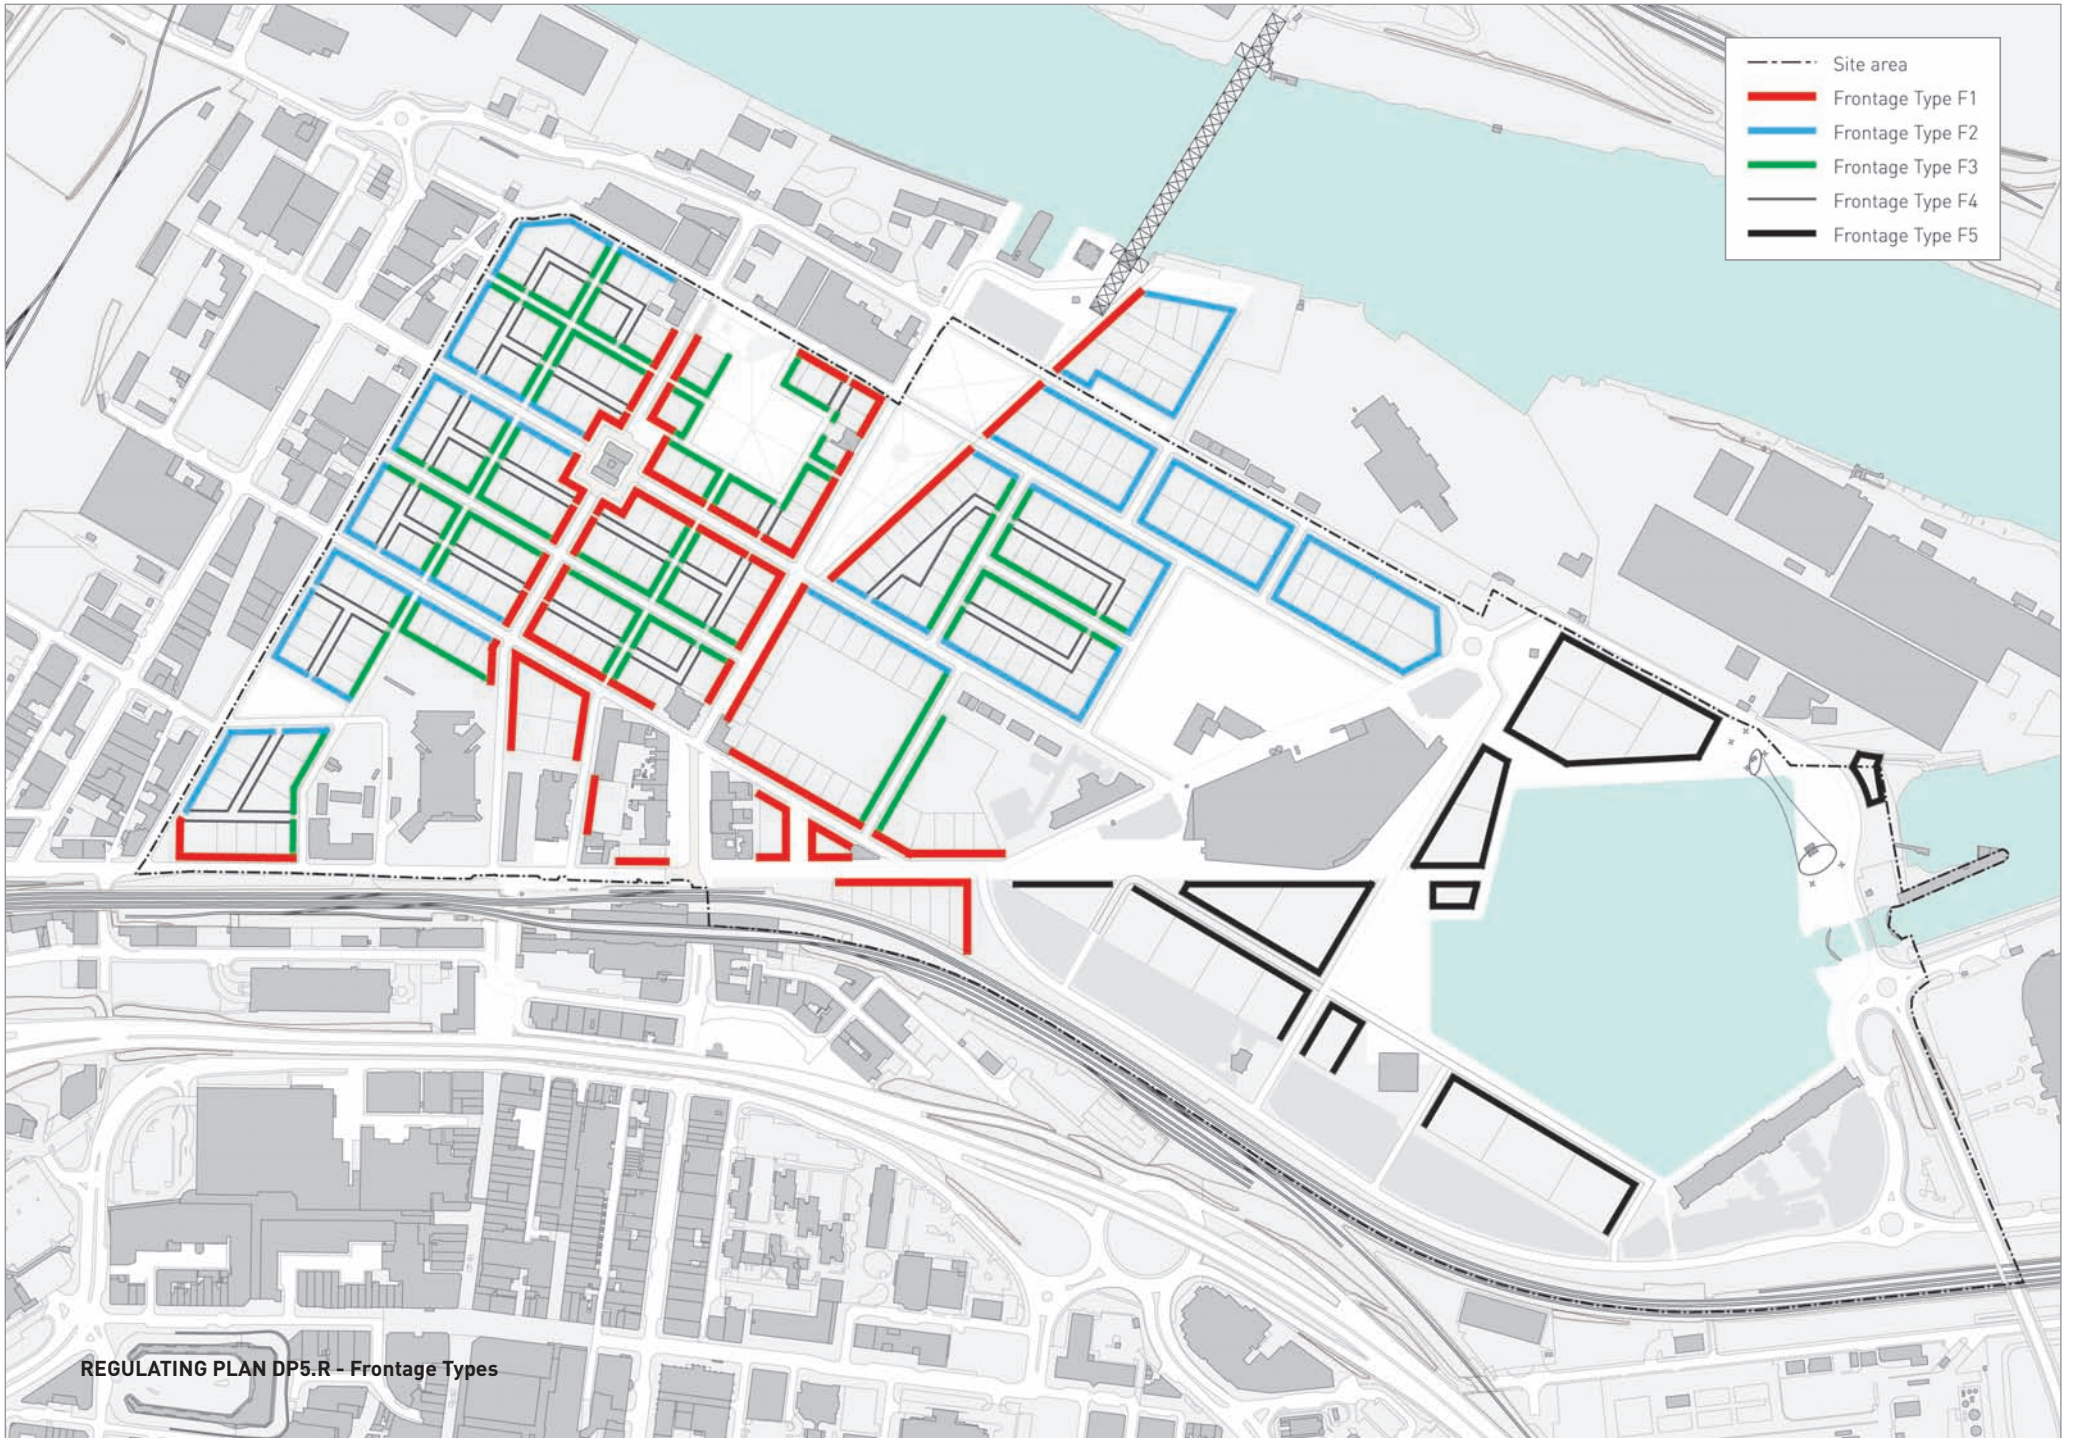 Site area
Frontage Type F1
Frontage Type F2
Frontage Type F3
Frontage Type F4
Frontage Type F5
REGULATING PLAN DP5.R - Frontage Types